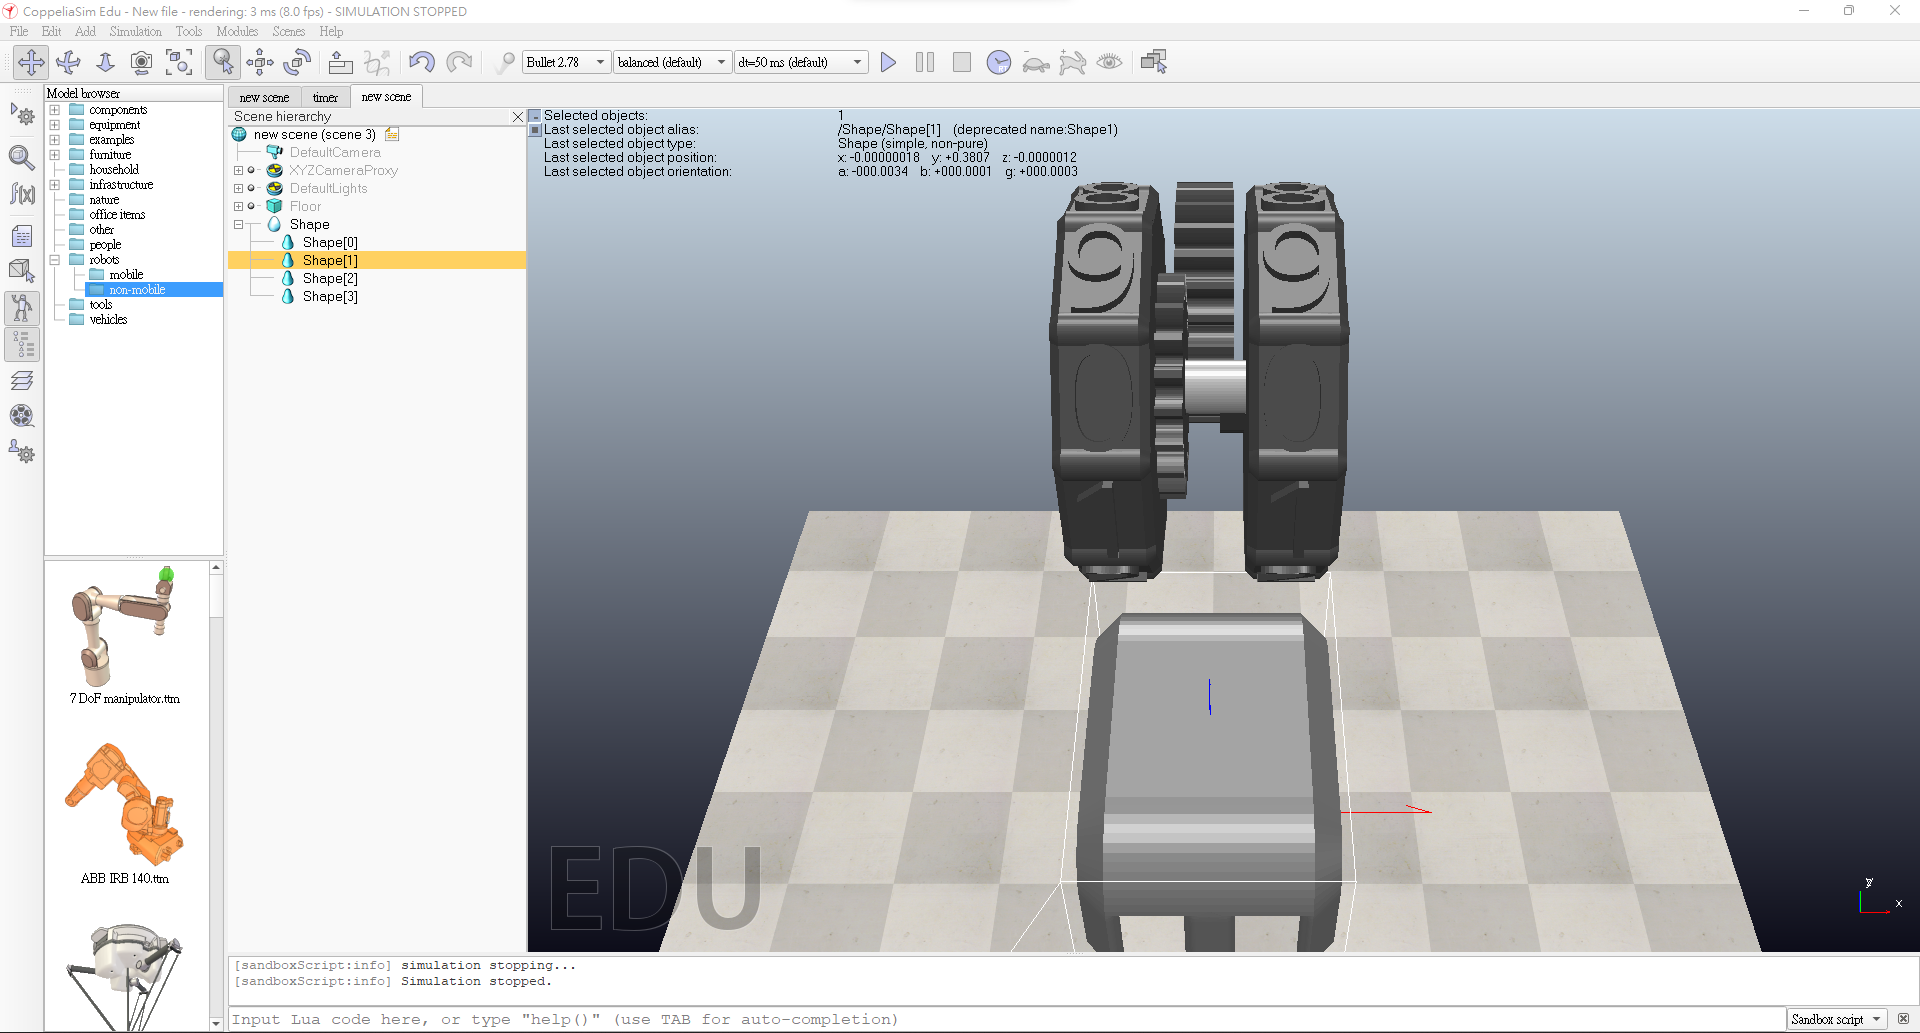 CoppeliaSim Edu - New file - rendering: 3 ms (8.0 fps) - SIMULATION STOPPED
File Edit Add Simulation Tools Modules Scenes Help
Bullet 2.78 balanced (default) dt=50 ms (default)
Model browser
components
equipment
examples
furniture
household
infrastructure
nature
office items
other
people
robots
mobile
non-mobile
tools
vehicles
7 DoF manipulator.ttm
ABB IRB 140.ttm
new scene timer new scene
Scene hierarchy
new scene (scene 3)
DefaultCamera
XYZCameraProxy
DefaultLights
Floor
Shape
Shape[0]
Shape[1]
Shape[2]
Shape[3]
Selected objects: 1
Last selected object alias: /Shape/Shape[1] (deprecated name:Shape1)
Last selected object type: Shape (simple, non-pure)
Last selected object position: x: -0.00000018 y: +0.3807 z: -0.0000012
Last selected object orientation: a: -000.0034 b: +000.0001 g: +000.0003
EDU
x
[sandboxScript:info] simulation stopping...
[sandboxScript:info] Simulation stopped.
Input Lua code here, or type "help()" (use TAB for auto-completion)
Sandbox script